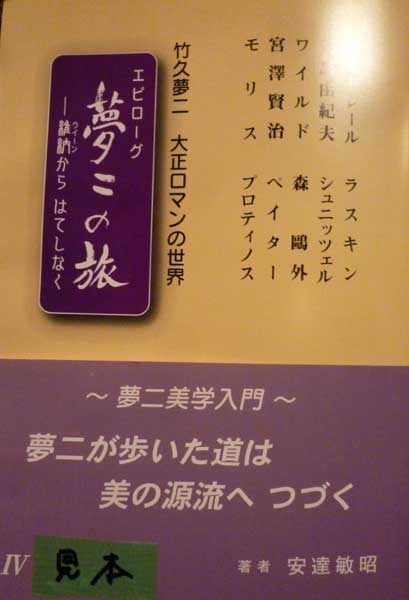 ール ラスキン
由紀夫 シュニッツェル
ワイルド 森鷗外
宮澤賢治 ペイター
モリス プロティノス
竹久夢二 大正ロマンの世界
エピローグ
夢二の旅
ウィーン
―維納から はてしなく
~ 夢二美学入門 ~
夢二が歩いた道は
美の源流へ つづく
IV
見本
著者 安達敏昭